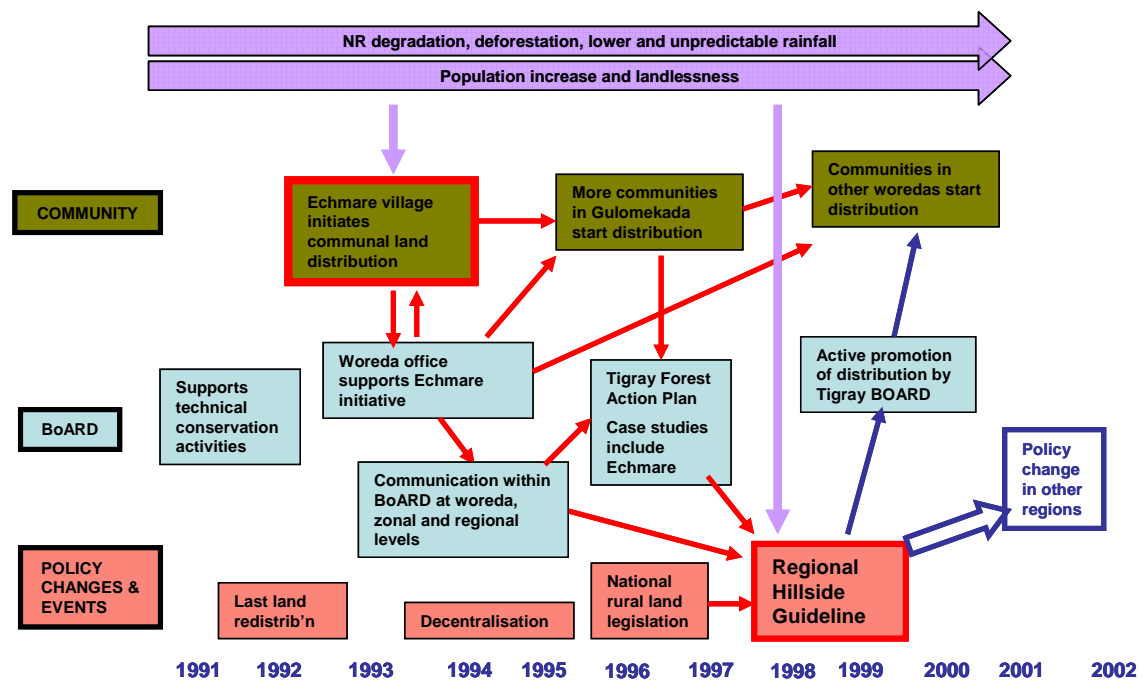 NR degradation, deforestation, lower and unpredictable rainfall
Population increase and landlessness
COMMUNITY
Echmare village
initiates
communal land
distribution
More communities
in Gulomekada
start distribution
Communities in
other woredas start
distribution
BoARD
Supports
technical
conservation
activities
Woreda office
supports Echmare
initiative
Communication within
BoARD at woreda,
zonal and regional
levels
Tigray Forest
Action Plan
Case studies
include
Echmare
Active promotion
of distribution by
Tigray BOARD
Policy
change
in other
regions
POLICY
CHANGES &
EVENTS
Last land
redistrib'n
Decentralisation
National
rural land
legislation
Regional
Hillside
Guideline
1991 1992 1993 1994 1995 1996 1997 1998 1999 2000 2001 2002